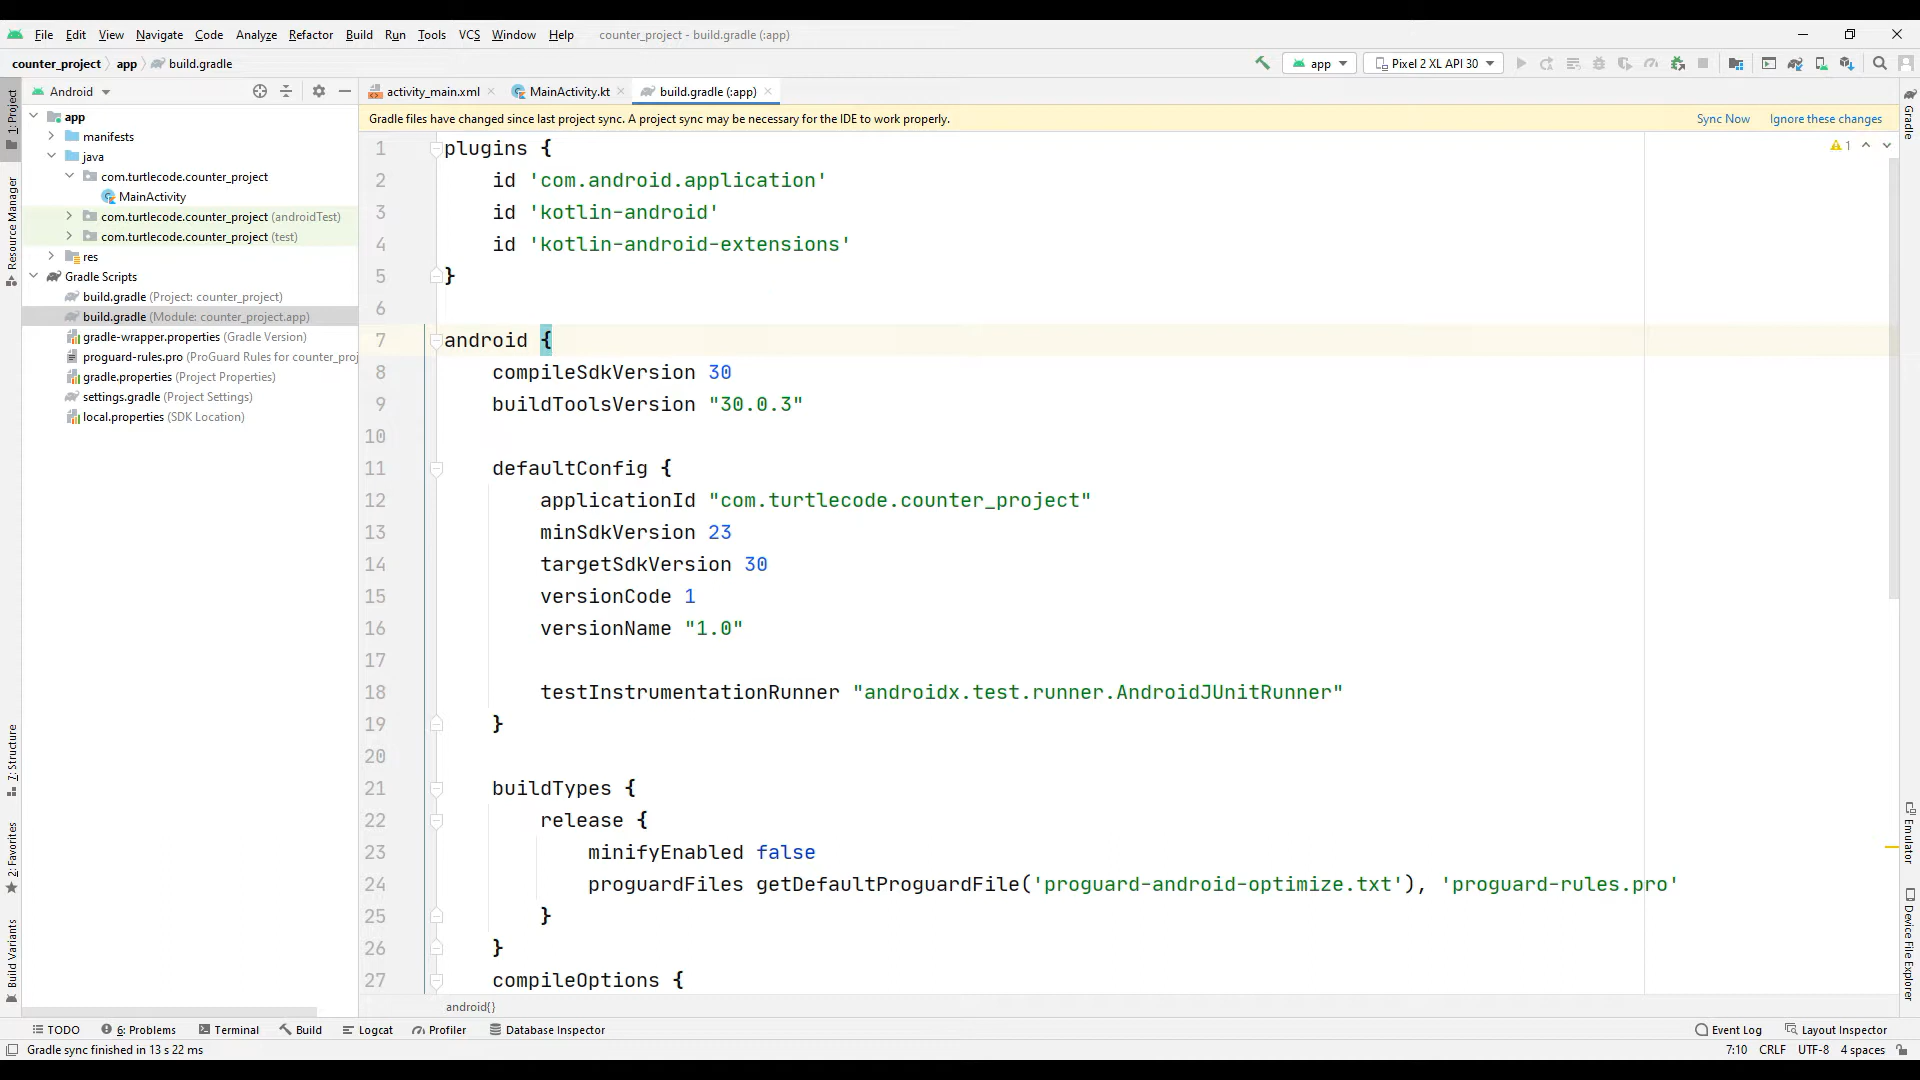 File Edit View Navigate Code Analyze Refactor Build Run Tools VCS Window Help counter_project - build.gradle (:app)
counter_project app build.gradle
app Pixel 2 XL API 30
Android
activity_main.xml MainActivity.kt build.gradle (:app)
Gradle files have changed since last project sync. A project sync may be necessary for the IDE to work properly. Sync Now Ignore these changes
1: Project
Resource Manager
7: Structure
2: Favorites
Build Variants
app
manifests
java
com.turtlecode.counter_project
MainActivity
com.turtlecode.counter_project (androidTest)
com.turtlecode.counter_project (test)
res
Gradle Scripts
build.gradle (Project: counter_project)
build.gradle (Module: counter_project.app)
gradle-wrapper.properties (Gradle Version)
proguard-rules.pro (ProGuard Rules for counter_proj
gradle.properties (Project Properties)
settings.gradle (Project Settings)
local.properties (SDK Location)
1 plugins {
2 id 'com.android.application'
3 id 'kotlin-android'
4 id 'kotlin-android-extensions'
5 }
6
7 android {
8 compileSdkVersion 30
9 buildToolsVersion "30.0.3"
10
11 defaultConfig {
12 applicationId "com.turtlecode.counter_project"
13 minSdkVersion 23
14 targetSdkVersion 30
15 versionCode 1
16 versionName "1.0"
17
18 testInstrumentationRunner "androidx.test.runner.AndroidJUnitRunner"
19 }
20
21 buildTypes {
22 release {
23 minifyEnabled false
24 proguardFiles getDefaultProguardFile('proguard-android-optimize.txt'), 'proguard-rules.pro'
25 }
26 }
27 compileOptions {
android{}
1
Gradle
Emulator
Device File Explorer
TODO 6: Problems Terminal Build Logcat Profiler Database Inspector Event Log Layout Inspector
Gradle sync finished in 13 s 22 ms 7:10 CRLF UTF-8 4 spaces